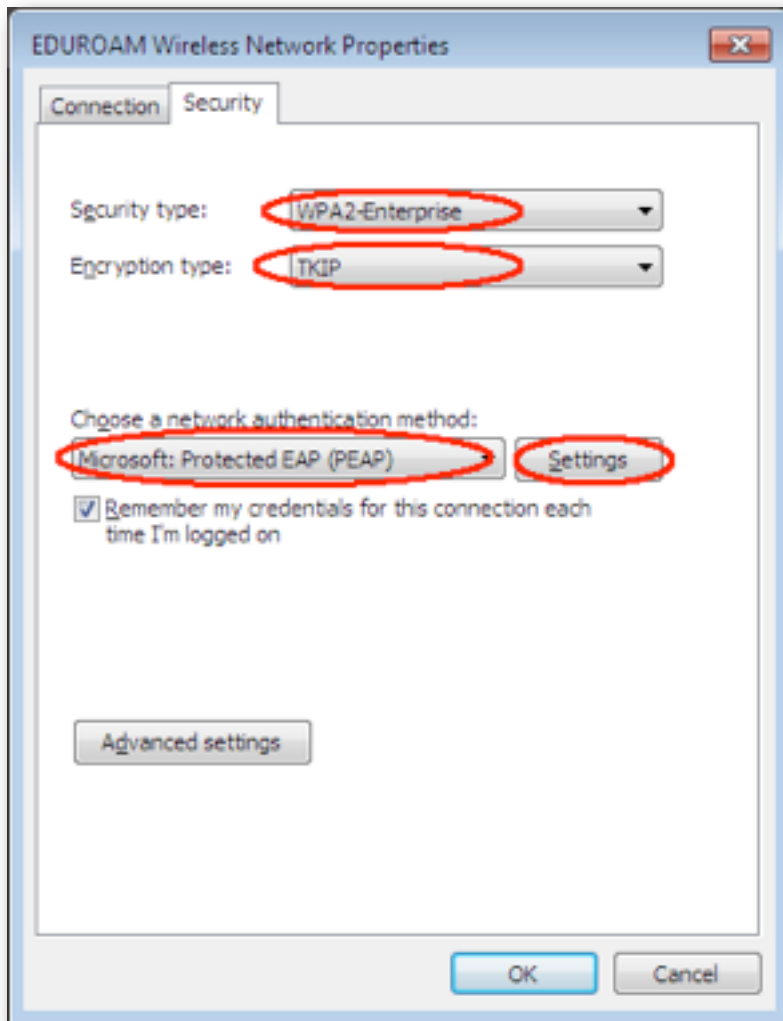 EDUROAM Wireless Network Properties
Connection
Security
Security type:
WPA2-Enterprise
Encryption type:
TKIP
Choose a network authentication method:
Microsoft: Protected EAP (PEAP)
Settings
Remember my credentials for this connection each
time I'm logged on
Advanced settings
OK
Cancel